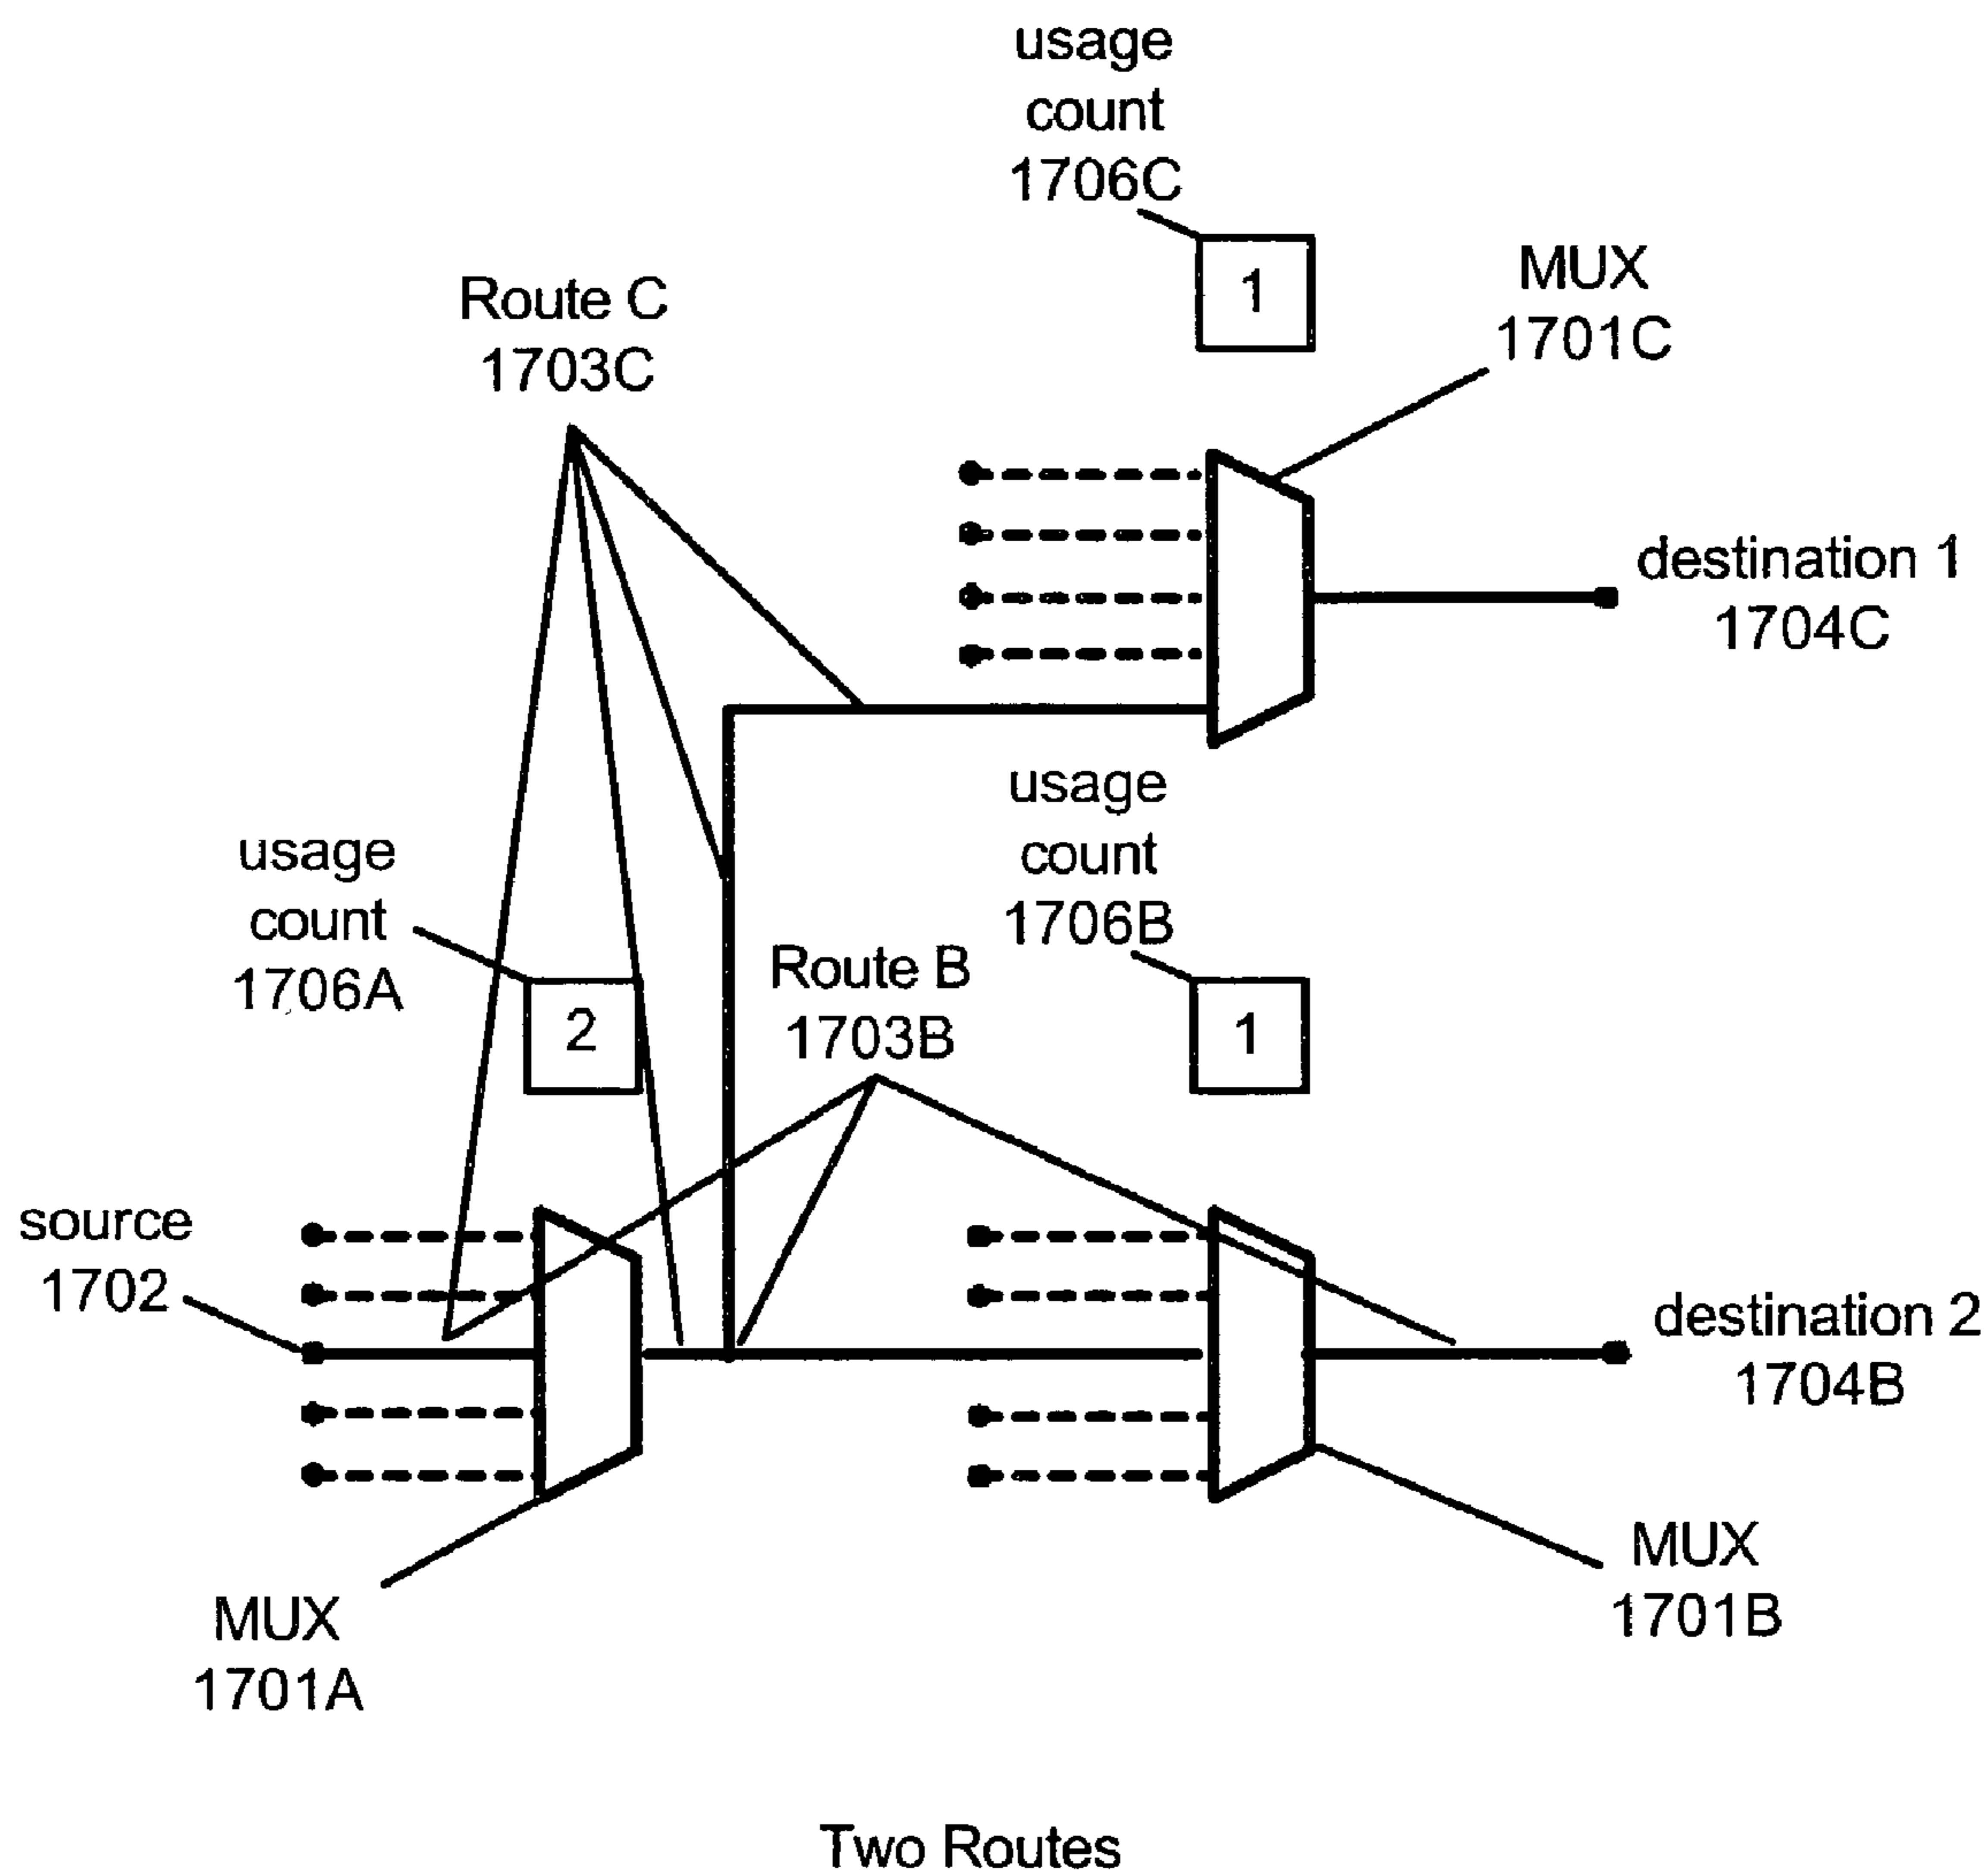 usage
count
1706C
1
MUX
1701C
Route C
1703C
destination 1
1704C
usage
count
1706B
1
usage
count
1706A
2
Route B
1703B
source
1702
destination 2
1704B
MUX
1701B
MUX
1701A
Two Routes